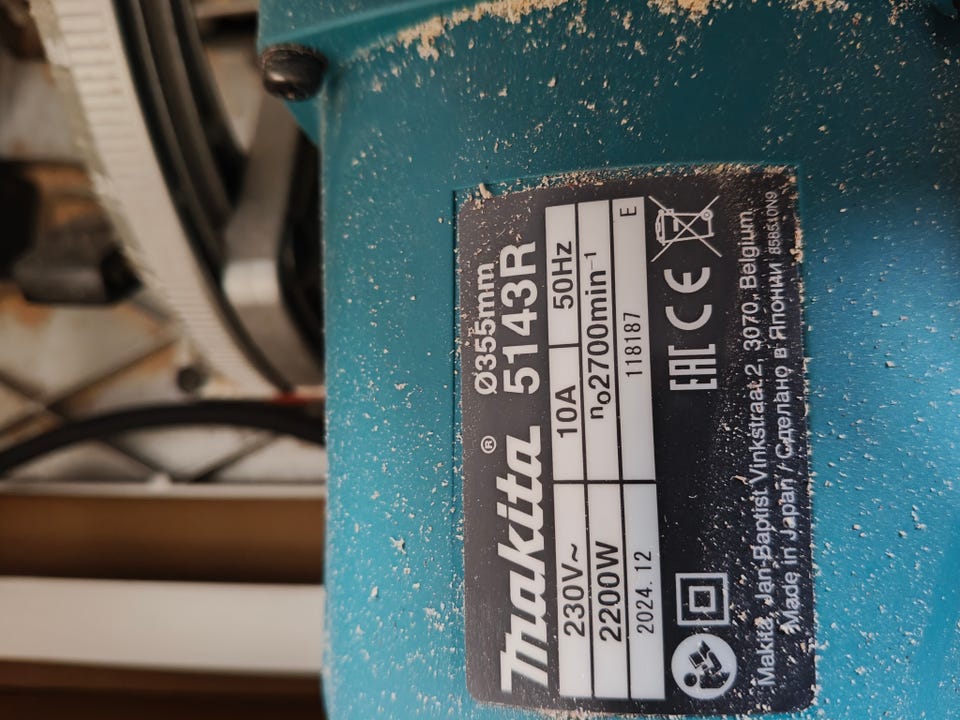 Ø355mm
Makita® 5143R
230V~ 10A 50Hz
2200W n₀2700min⁻¹
2024. 12 118187 E
EAC CE
Makita, Jan-Baptist Vinkstraat 2, 3070, Belgium
Made in Japan / Сделано в Японии 858510N9